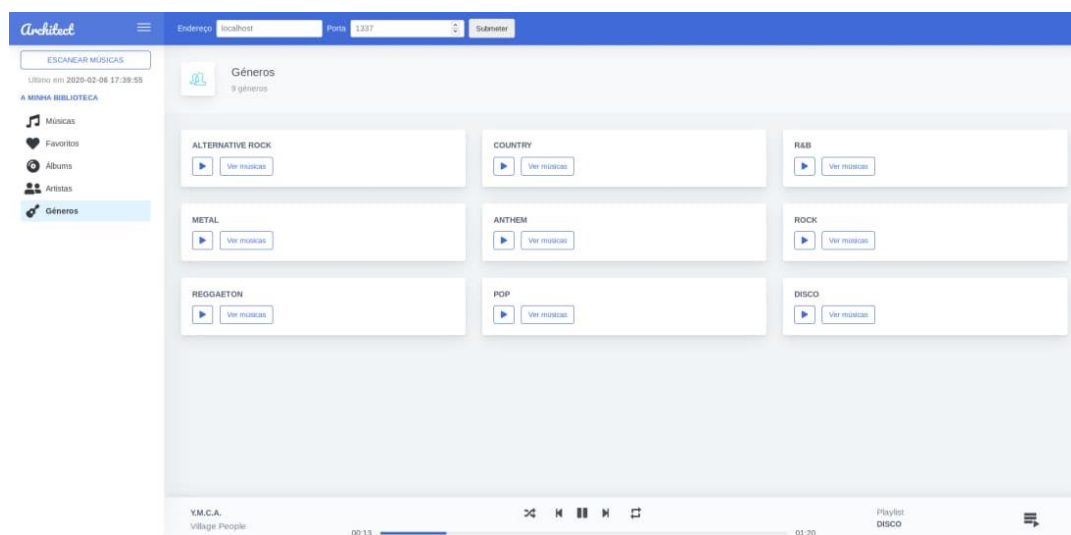 Architect
Endereço localhost Porta 1337 Submeter
ESCANEAR MÚSICAS
Último em 2020-02-06 17:39:55
A MINHA BIBLIOTECA
Músicas
Favoritos
Álbums
Artistas
Géneros
Géneros
9 géneros
ALTERNATIVE ROCK
Ver músicas
COUNTRY
Ver músicas
R&B
Ver músicas
METAL
Ver músicas
ANTHEM
Ver músicas
ROCK
Ver músicas
REGGAETON
Ver músicas
POP
Ver músicas
DISCO
Ver músicas
Y.M.C.A.
Village People
00:13
01:20
Playlist
DISCO